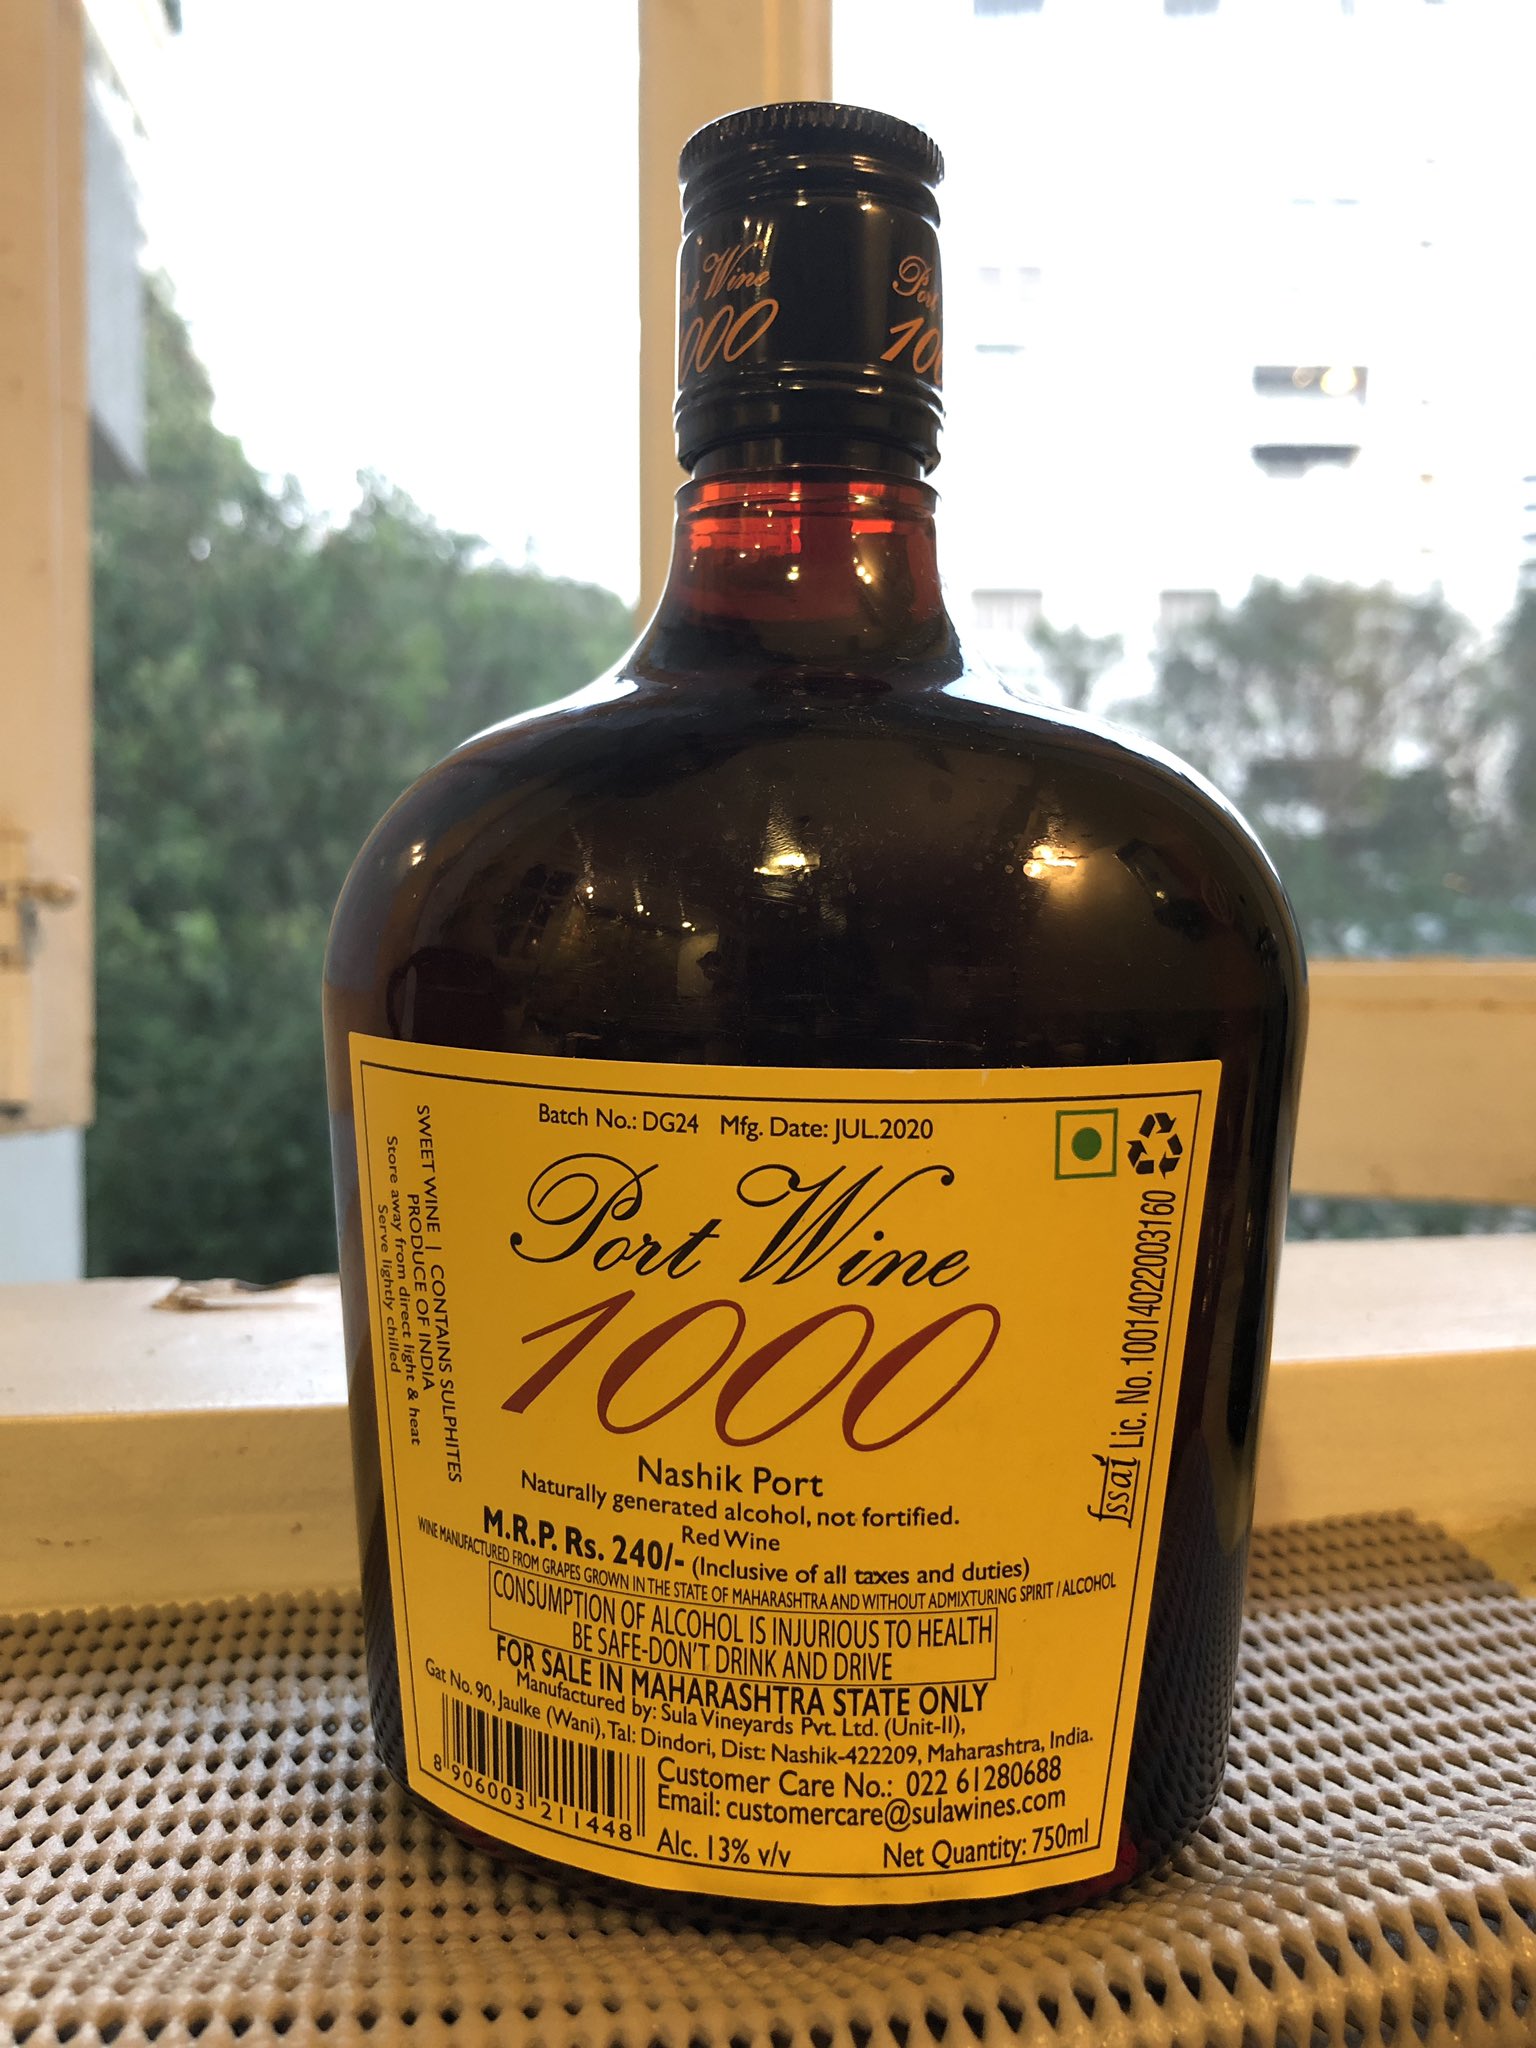 Port Wine
1000
Batch No.: DG24 Mfg. Date: JUL.2020
Port Wine
1000
Nashik Port
Naturally generated alcohol, not fortified.
Red Wine
M.R.P. Rs. 240/- (Inclusive of all taxes and duties)
WINE MANUFACTURED FROM GRAPES GROWN IN THE STATE OF MAHARASHTRA AND WITHOUT ADMIXTURING SPIRIT / ALCOHOL
CONSUMPTION OF ALCOHOL IS INJURIOUS TO HEALTH
BE SAFE-DON'T DRINK AND DRIVE
FOR SALE IN MAHARASHTRA STATE ONLY
Manufactured by: Sula Vineyards Pvt. Ltd. (Unit-II),
Gat No. 90, Jaulke (Wani), Tal: Dindori, Dist: Nashik-422209, Maharashtra, India.
Customer Care No.: 022 61280688
Email: customercare@sulawines.com
8 906003 211448
Alc. 13% v/v Net Quantity: 750ml
SWEET WINE | CONTAINS SULPHITES
PRODUCE OF INDIA
Store away from direct light & heat
Serve lightly chilled
fssai Lic. No. 10014022003160